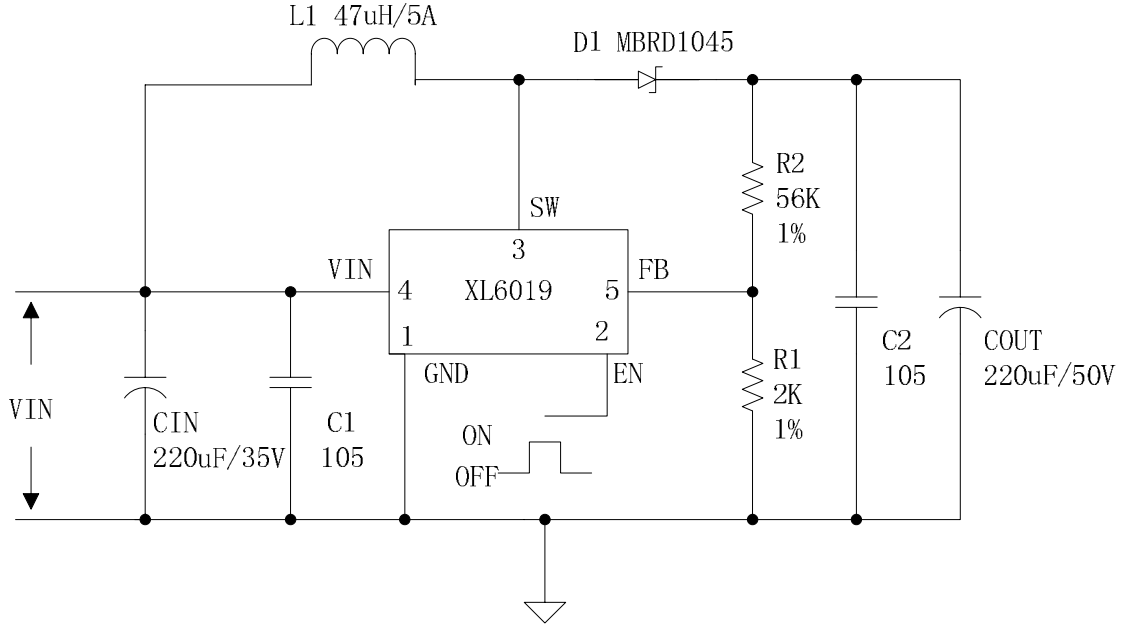 L1 47uH/5A
D1 MBRD1045
R2
56K
1%
SW
3
VIN
FB
4
XL6019
5
1
2
GND
EN
C2
105
COUT
220uF/50V
R1
2K
1%
VIN
CIN
220uF/35V
C1
105
ON
OFF